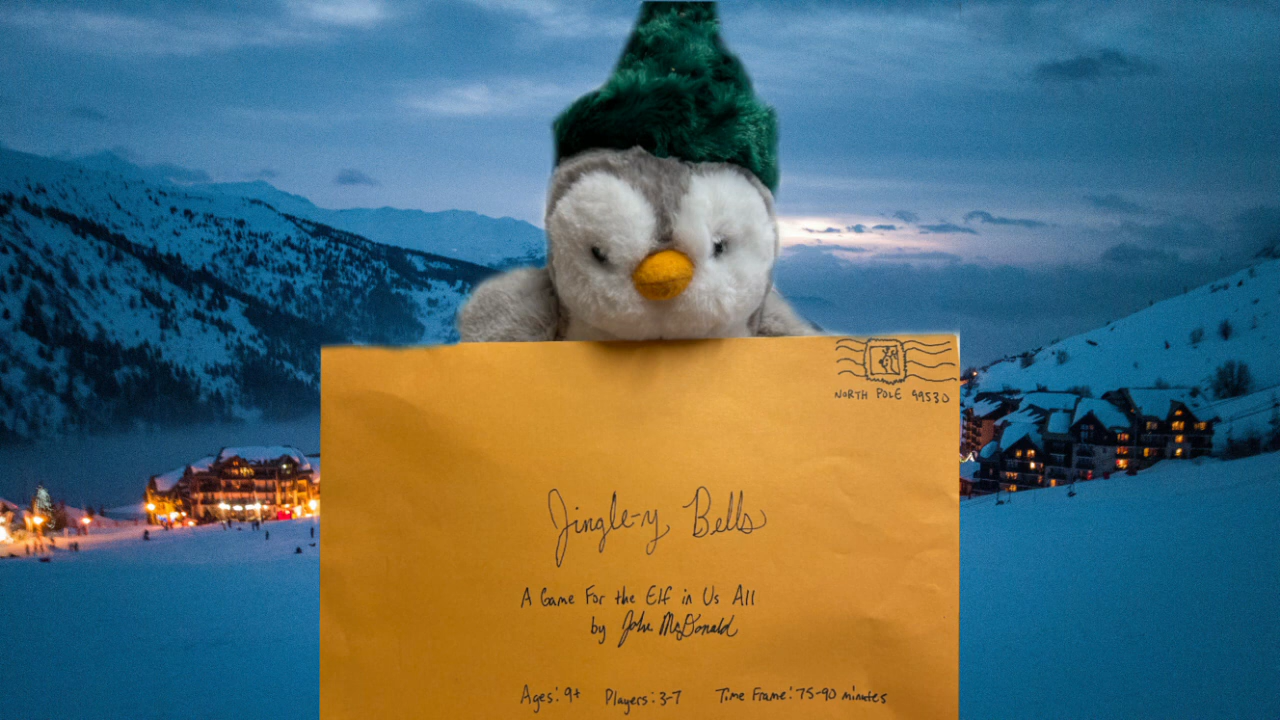 NORTH POLE 99530
Jingle-y Bells
A Game For the Elf in Us All
by John McDonald
Ages: 9+ Players: 3-7 Time Frame: 75-90 minutes